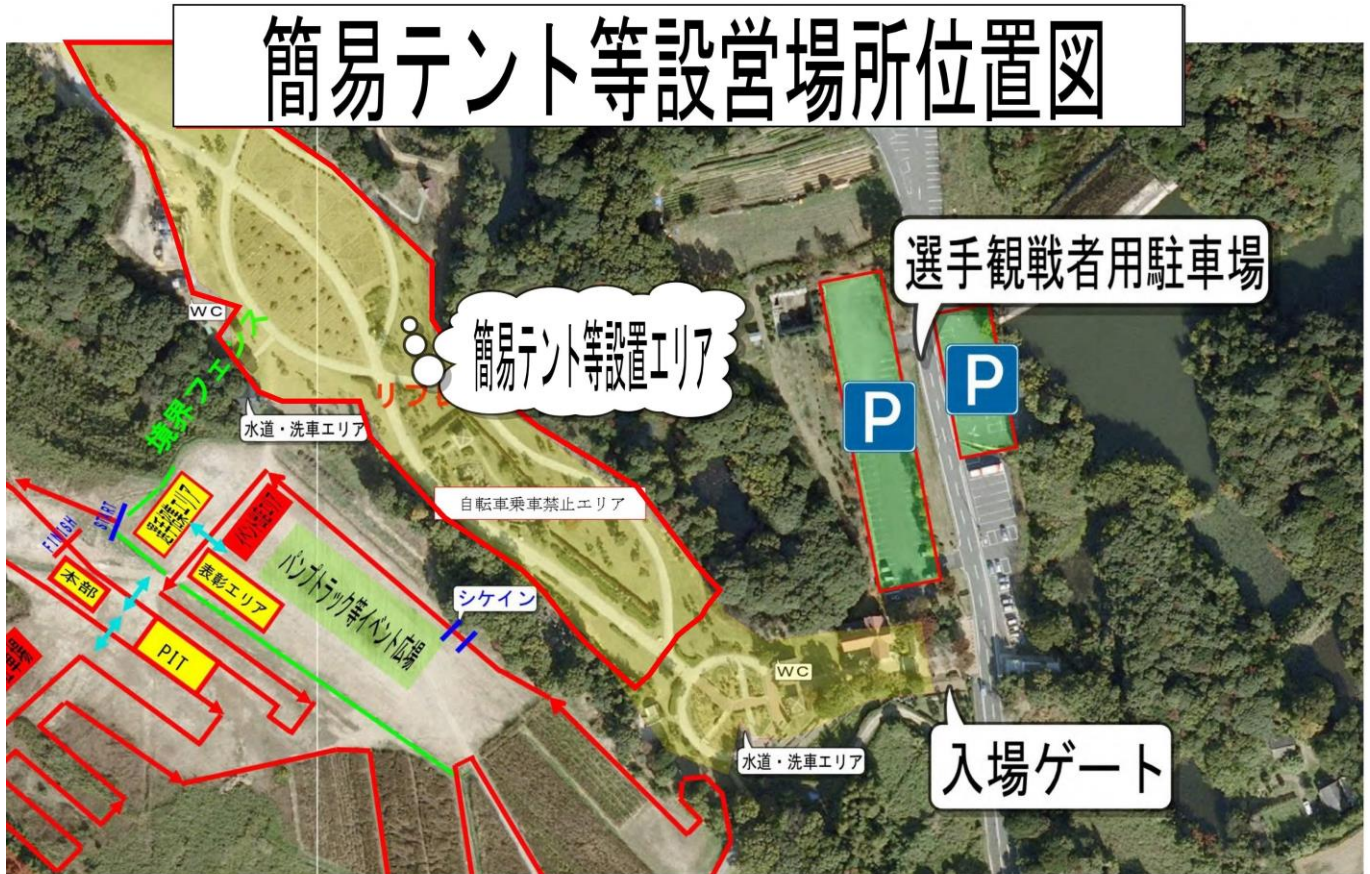 簡易テント等設営場所位置図
選手観戦者用駐車場
P
P
WC
簡易テント等設置エリア
境界フェンス
水道・洗車エリア
自転車乗車禁止エリア
START
FINISH
表彰エリア
本部
シケイン
パンプトラック等イベント広場
PIT
WC
水道・洗車エリア
入場ゲート